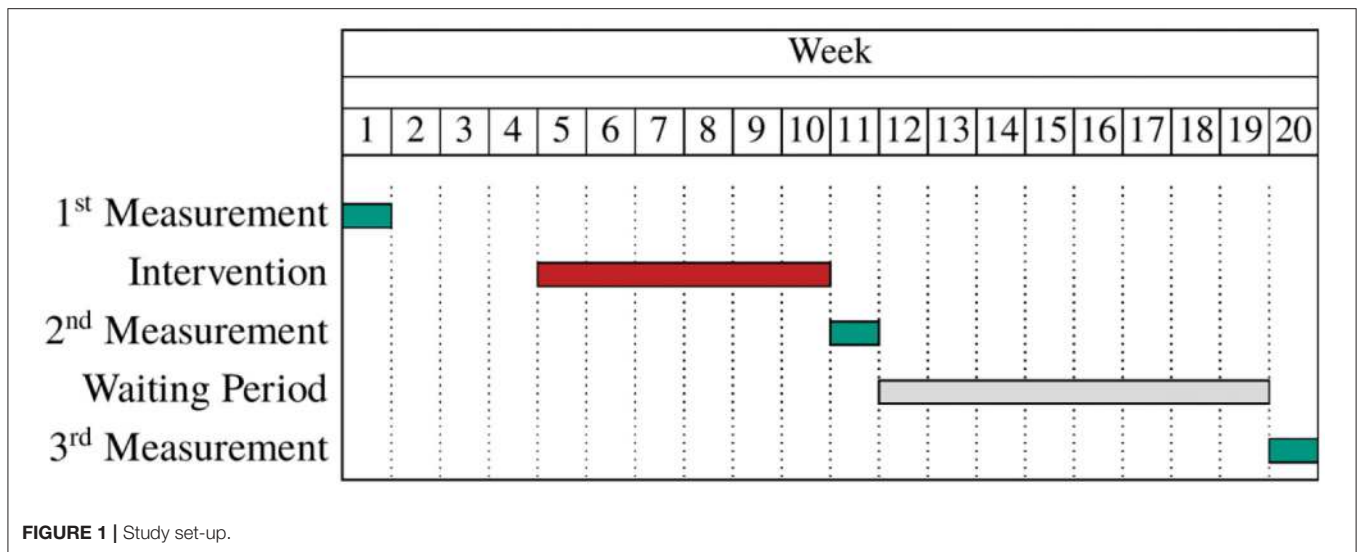 Week
1 2 3 4 5 6 7 8 9 10 11 12 13 14 15 16 17 18 19 20
1st Measurement
Intervention
2nd Measurement
Waiting Period
3rd Measurement
FIGURE 1 | Study set-up.